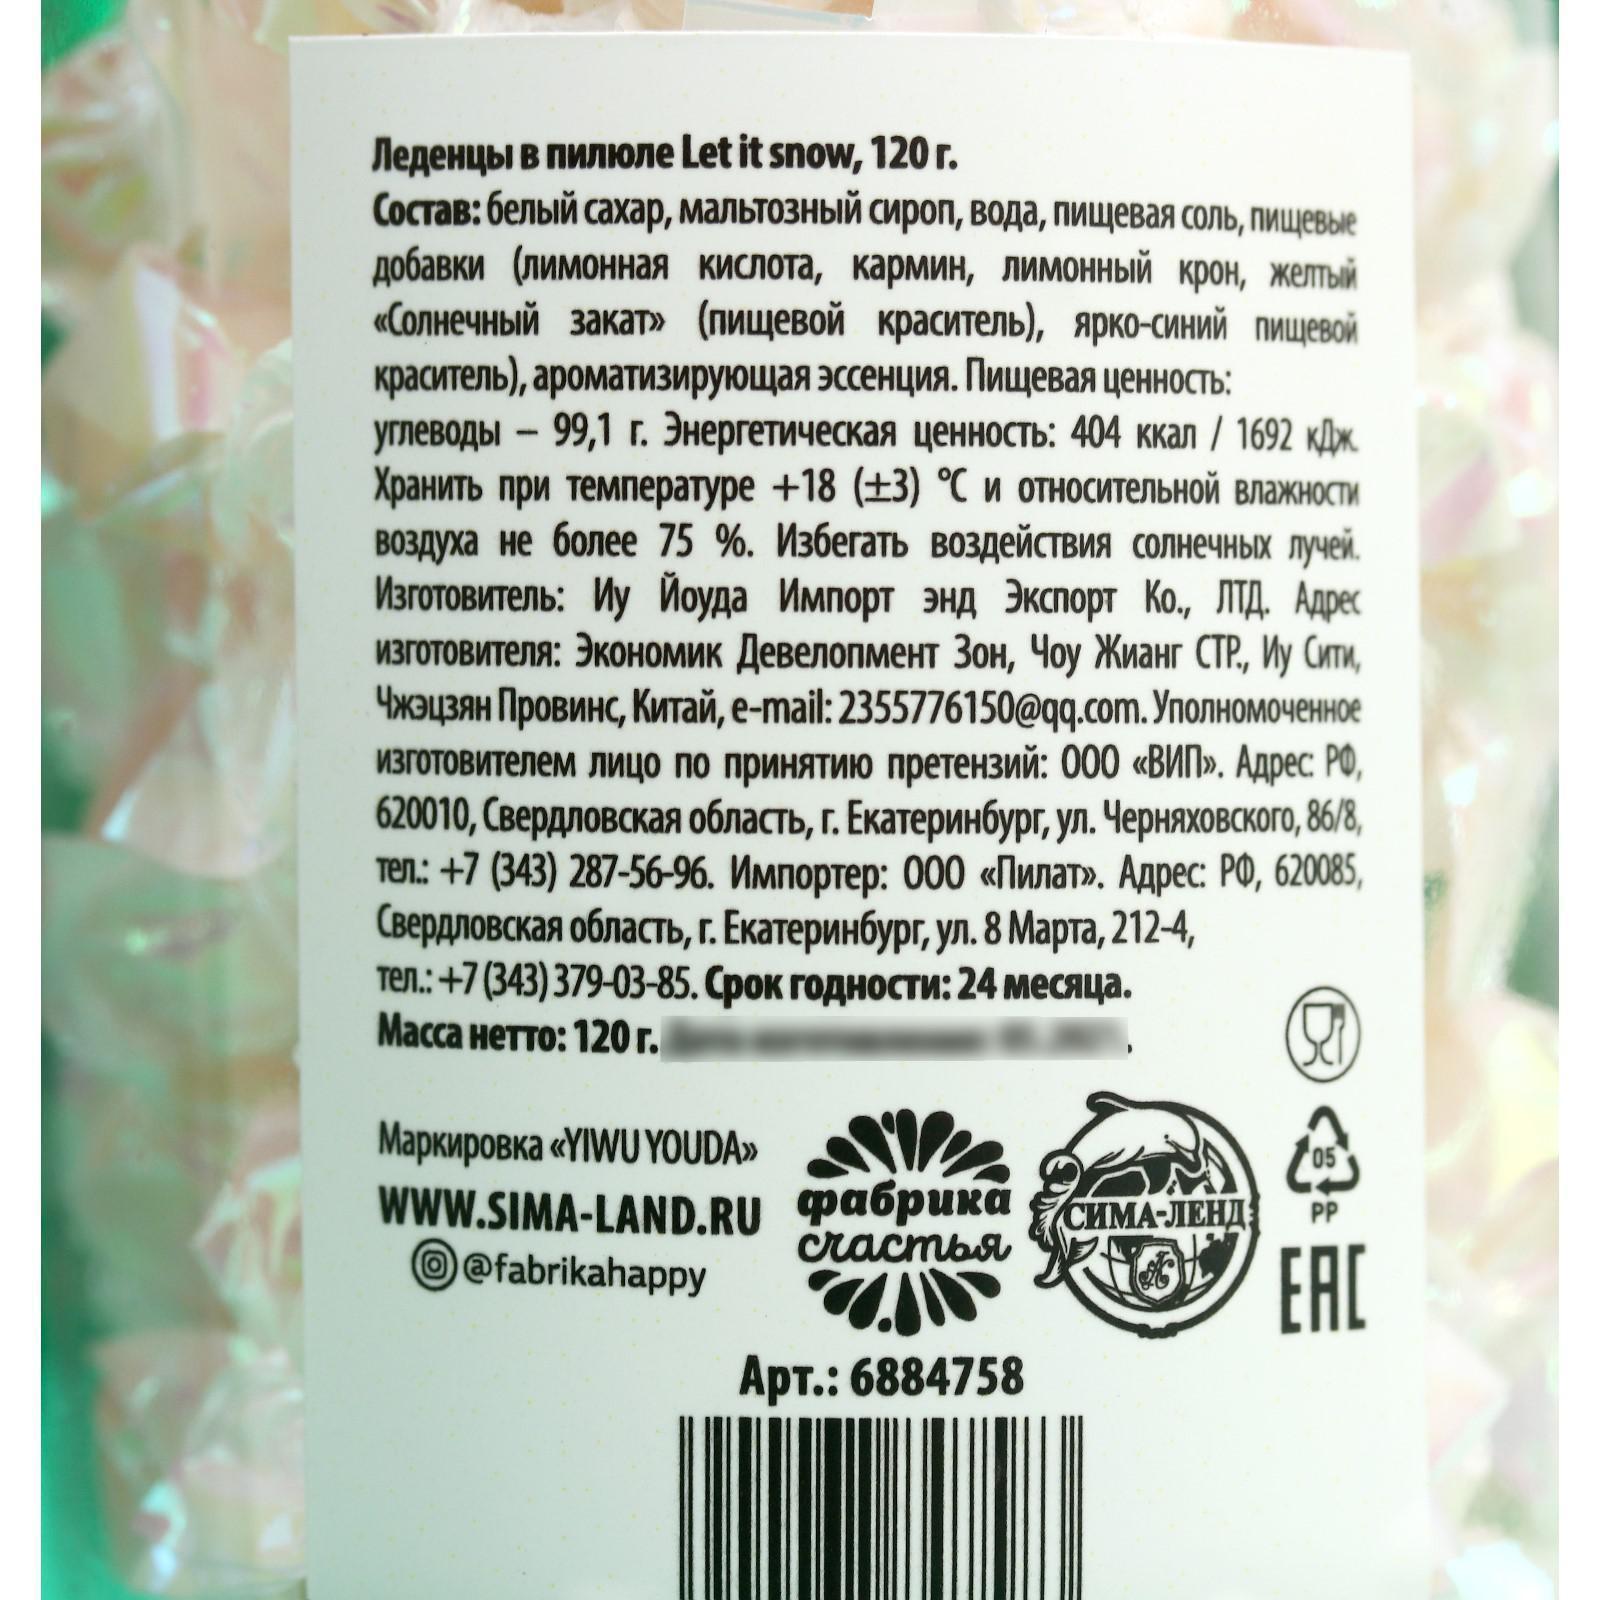 Леденцы в пилюле Let it snow, 120 г.
Состав: белый сахар, мальтозный сироп, вода, пищевая соль, пищевые
добавки (лимонная кислота, кармин, лимонный крон, желтый
«Солнечный закат» (пищевой краситель), ярко-синий пищевой
краситель), ароматизирующая эссенция. Пищевая ценность:
углеводы – 99,1 г. Энергетическая ценность: 404 ккал / 1692 кДж.
Хранить при температуре +18 (±3) °C и относительной влажности
воздуха не более 75 %. Избегать воздействия солнечных лучей.
Изготовитель: Иу Йоуда Импорт энд Экспорт Ко., ЛТД. Адрес
изготовителя: Экономик Девелопмент Зон, Чоу Жианг СТР., Иу Сити,
Чжэцзян Провинс, Китай, e-mail: 2355776150@qq.com. Уполномоченное
изготовителем лицо по принятию претензий: ООО «ВИП». Адрес: РФ,
620010, Свердловская область, г. Екатеринбург, ул. Черняховского, 86/8,
тел.: +7 (343) 287-56-96. Импортер: ООО «Пилат». Адрес: РФ, 620085,
Свердловская область, г. Екатеринбург, ул. 8 Марта, 212-4,
тел.: +7 (343) 379-03-85. Срок годности: 24 месяца.
Масса нетто: 120 г.
Маркировка «YIWU YOUDA»
WWW.SIMA-LAND.RU
@fabrikahappy
фабрика
счастья
СИМА-ЛЕНД
05
PP
EAC
Арт.: 6884758